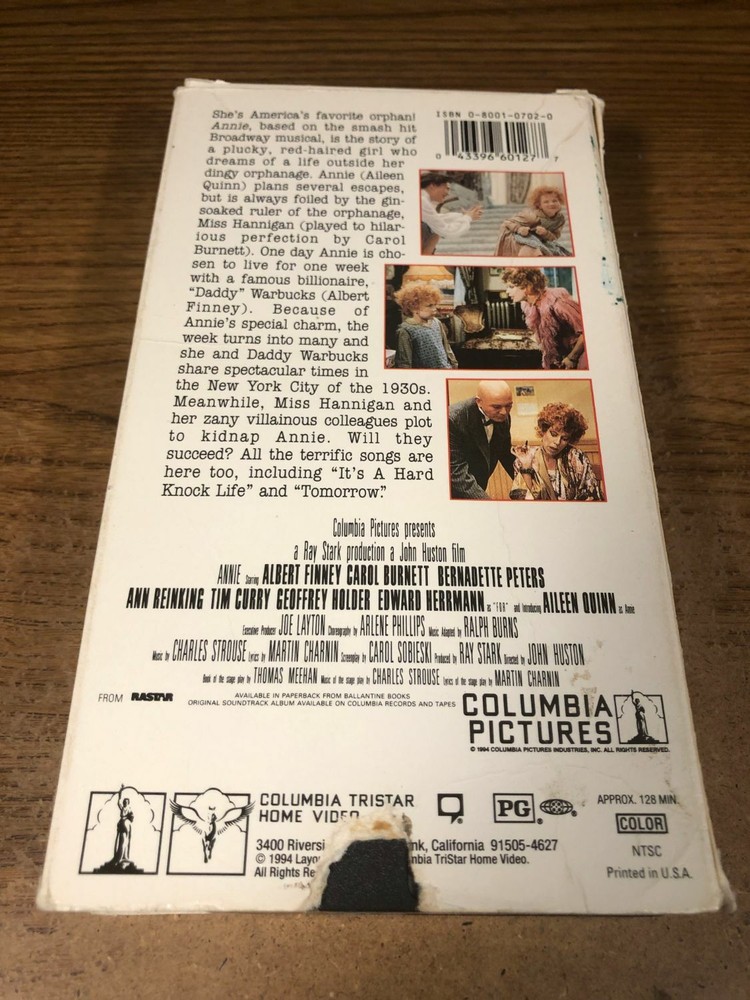 She's America's favorite orphan!
Annie, based on the smash hit
Broadway musical, is the story of
a plucky, red-haired girl who
dreams of a life outside her
dingy orphanage. Annie (Aileen
Quinn) plans several escapes,
but is always foiled by the gin-
soaked ruler of the orphanage,
Miss Hannigan (played to hilar-
ious perfection by Carol
Burnett). One day Annie is cho-
sen to live for one week
with a famous billionaire,
"Daddy" Warbucks (Albert
Finney). Because of
Annie's special charm, the
week turns into many and
she and Daddy Warbucks
share spectacular times in
the New York City of the 1930s.
Meanwhile, Miss Hannigan and
her zany villainous colleagues plot
to kidnap Annie. Will they
succeed? All the terrific songs are
here too, including "It's A Hard
Knock Life" and "Tomorrow."
ISBN 0-8001-0702-0
0 43396 60127 7
Columbia Pictures presents
a Ray Stark production a John Huston film
ANNIE Starring ALBERT FINNEY CAROL BURNETT BERNADETTE PETERS
ANN REINKING TIM CURRY GEOFFREY HOLDER EDWARD HERRMANN as "FDR" and Introducing AILEEN QUINN as Annie
Executive Producer JOE LAYTON Choreography by ARLENE PHILLIPS Music Adapted by RALPH BURNS
Music by CHARLES STROUSE Lyrics by MARTIN CHARNIN Screenplay by CAROL SOBIESKI Produced by RAY STARK Directed by JOHN HUSTON
Book of the stage play by THOMAS MEEHAN Music of the stage play by CHARLES STROUSE Lyrics of the stage play by MARTIN CHARNIN
FROM RASTAR
AVAILABLE IN PAPERBACK FROM BALLANTINE BOOKS
ORIGINAL SOUNDTRACK ALBUM AVAILABLE ON COLUMBIA RECORDS AND TAPES
COLUMBIA
PICTURES
© 1994 COLUMBIA PICTURES INDUSTRIES, INC. ALL RIGHTS RESERVED.
COLUMBIA TRISTAR
HOME VIDEO
3400 Riversi nk, California 91505-4627
© 1994 Layou mbia TriStar Home Video.
All Rights Re
PG
APPROX. 128 MIN.
COLOR
NTSC
Printed in U.S.A.